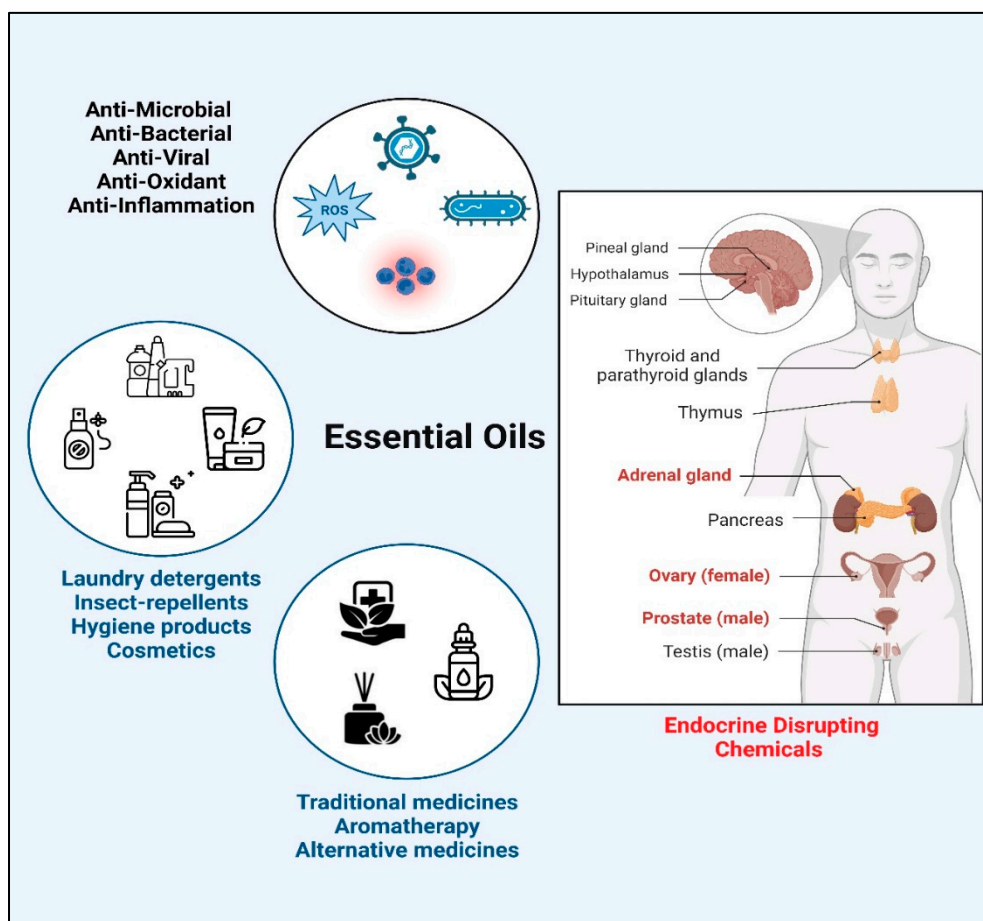 Anti-Microbial
Anti-Bacterial
Anti-Viral
Anti-Oxidant
Anti-Inflammation
ROS
Essential Oils
Laundry detergents
Insect-repellents
Hygiene products
Cosmetics
Traditional medicines
Aromatherapy
Alternative medicines
Pineal gland
Hypothalamus
Pituitary gland
Thyroid and
parathyroid glands
Thymus
Adrenal gland
Pancreas
Ovary (female)
Prostate (male)
Testis (male)
Endocrine Disrupting
Chemicals